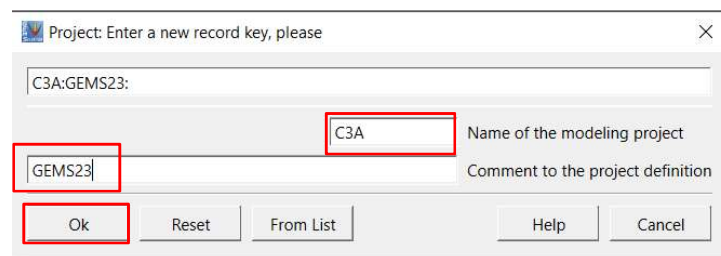 Project: Enter a new record key, please
C3A:GEMS23:
C3A Name of the modeling project
GEMS23 Comment to the project definition
Ok Reset From List Help Cancel